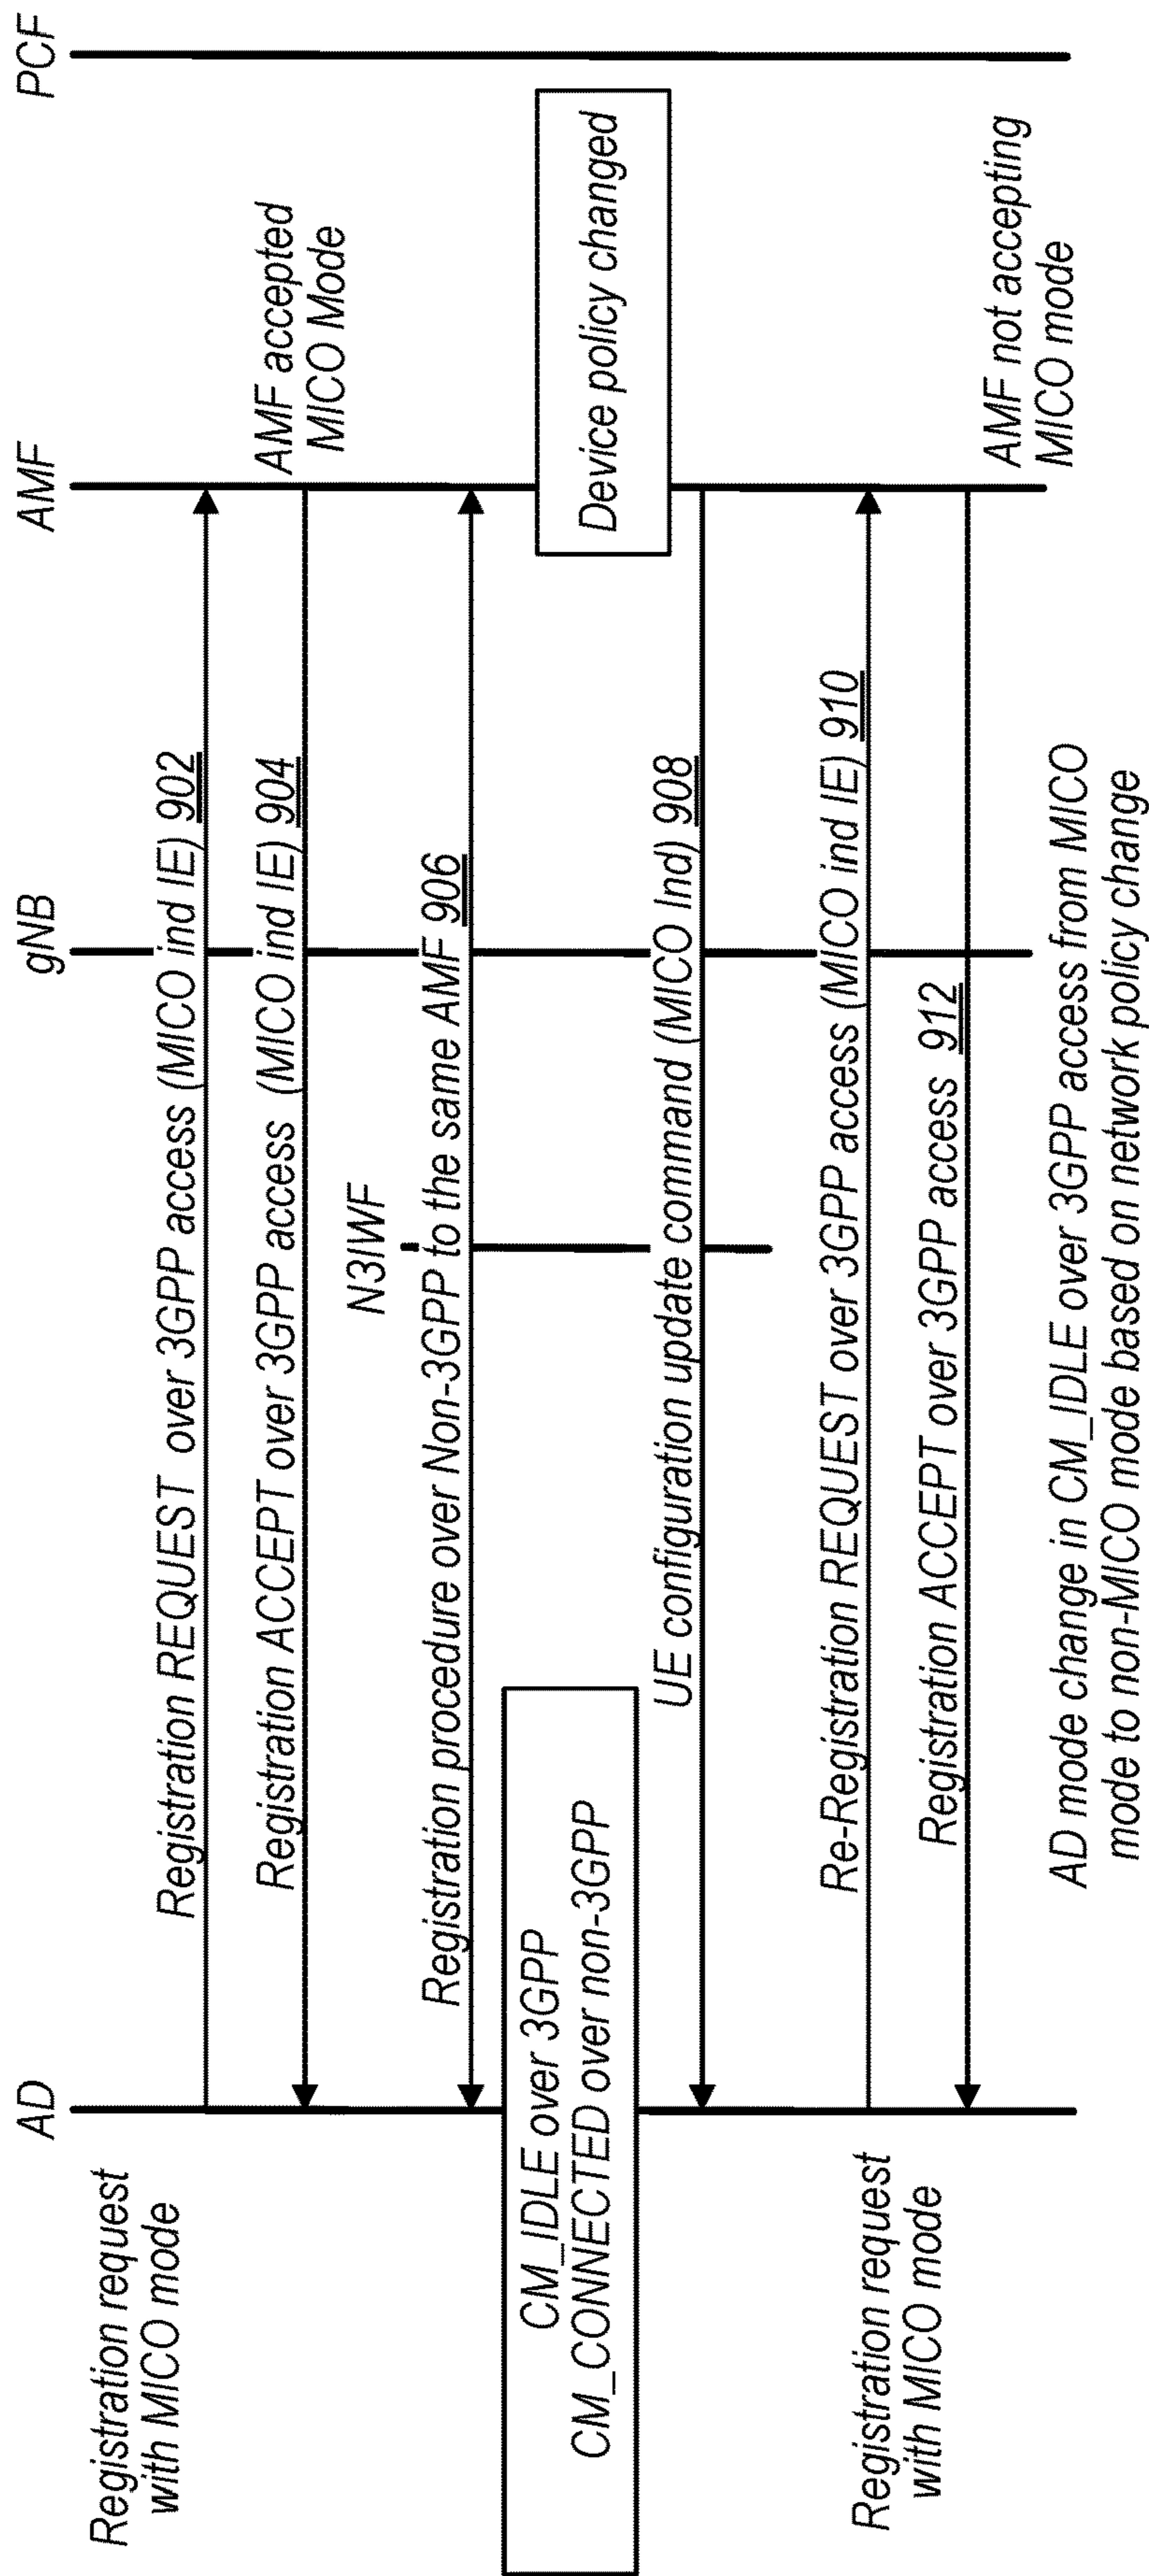 AD
gNB
AMF
PCF
Registration request
with MICO mode
Registration REQUEST over 3GPP access (MICO ind IE) 902
Registration ACCEPT over 3GPP access (MICO ind IE) 904
AMF accepted
MICO Mode
N3IWF
Registration procedure over Non-3GPP to the same AMF 906
CM_IDLE over 3GPP
CM_CONNECTED over non-3GPP
Device policy changed
UE configuration update command (MICO Ind) 908
Registration request
with MICO mode
Re-Registration REQUEST over 3GPP access (MICO ind IE) 910
Registration ACCEPT over 3GPP access 912
AMF not accepting
MICO mode
AD mode change in CM_IDLE over 3GPP access from MICO
mode to non-MICO mode based on network policy change